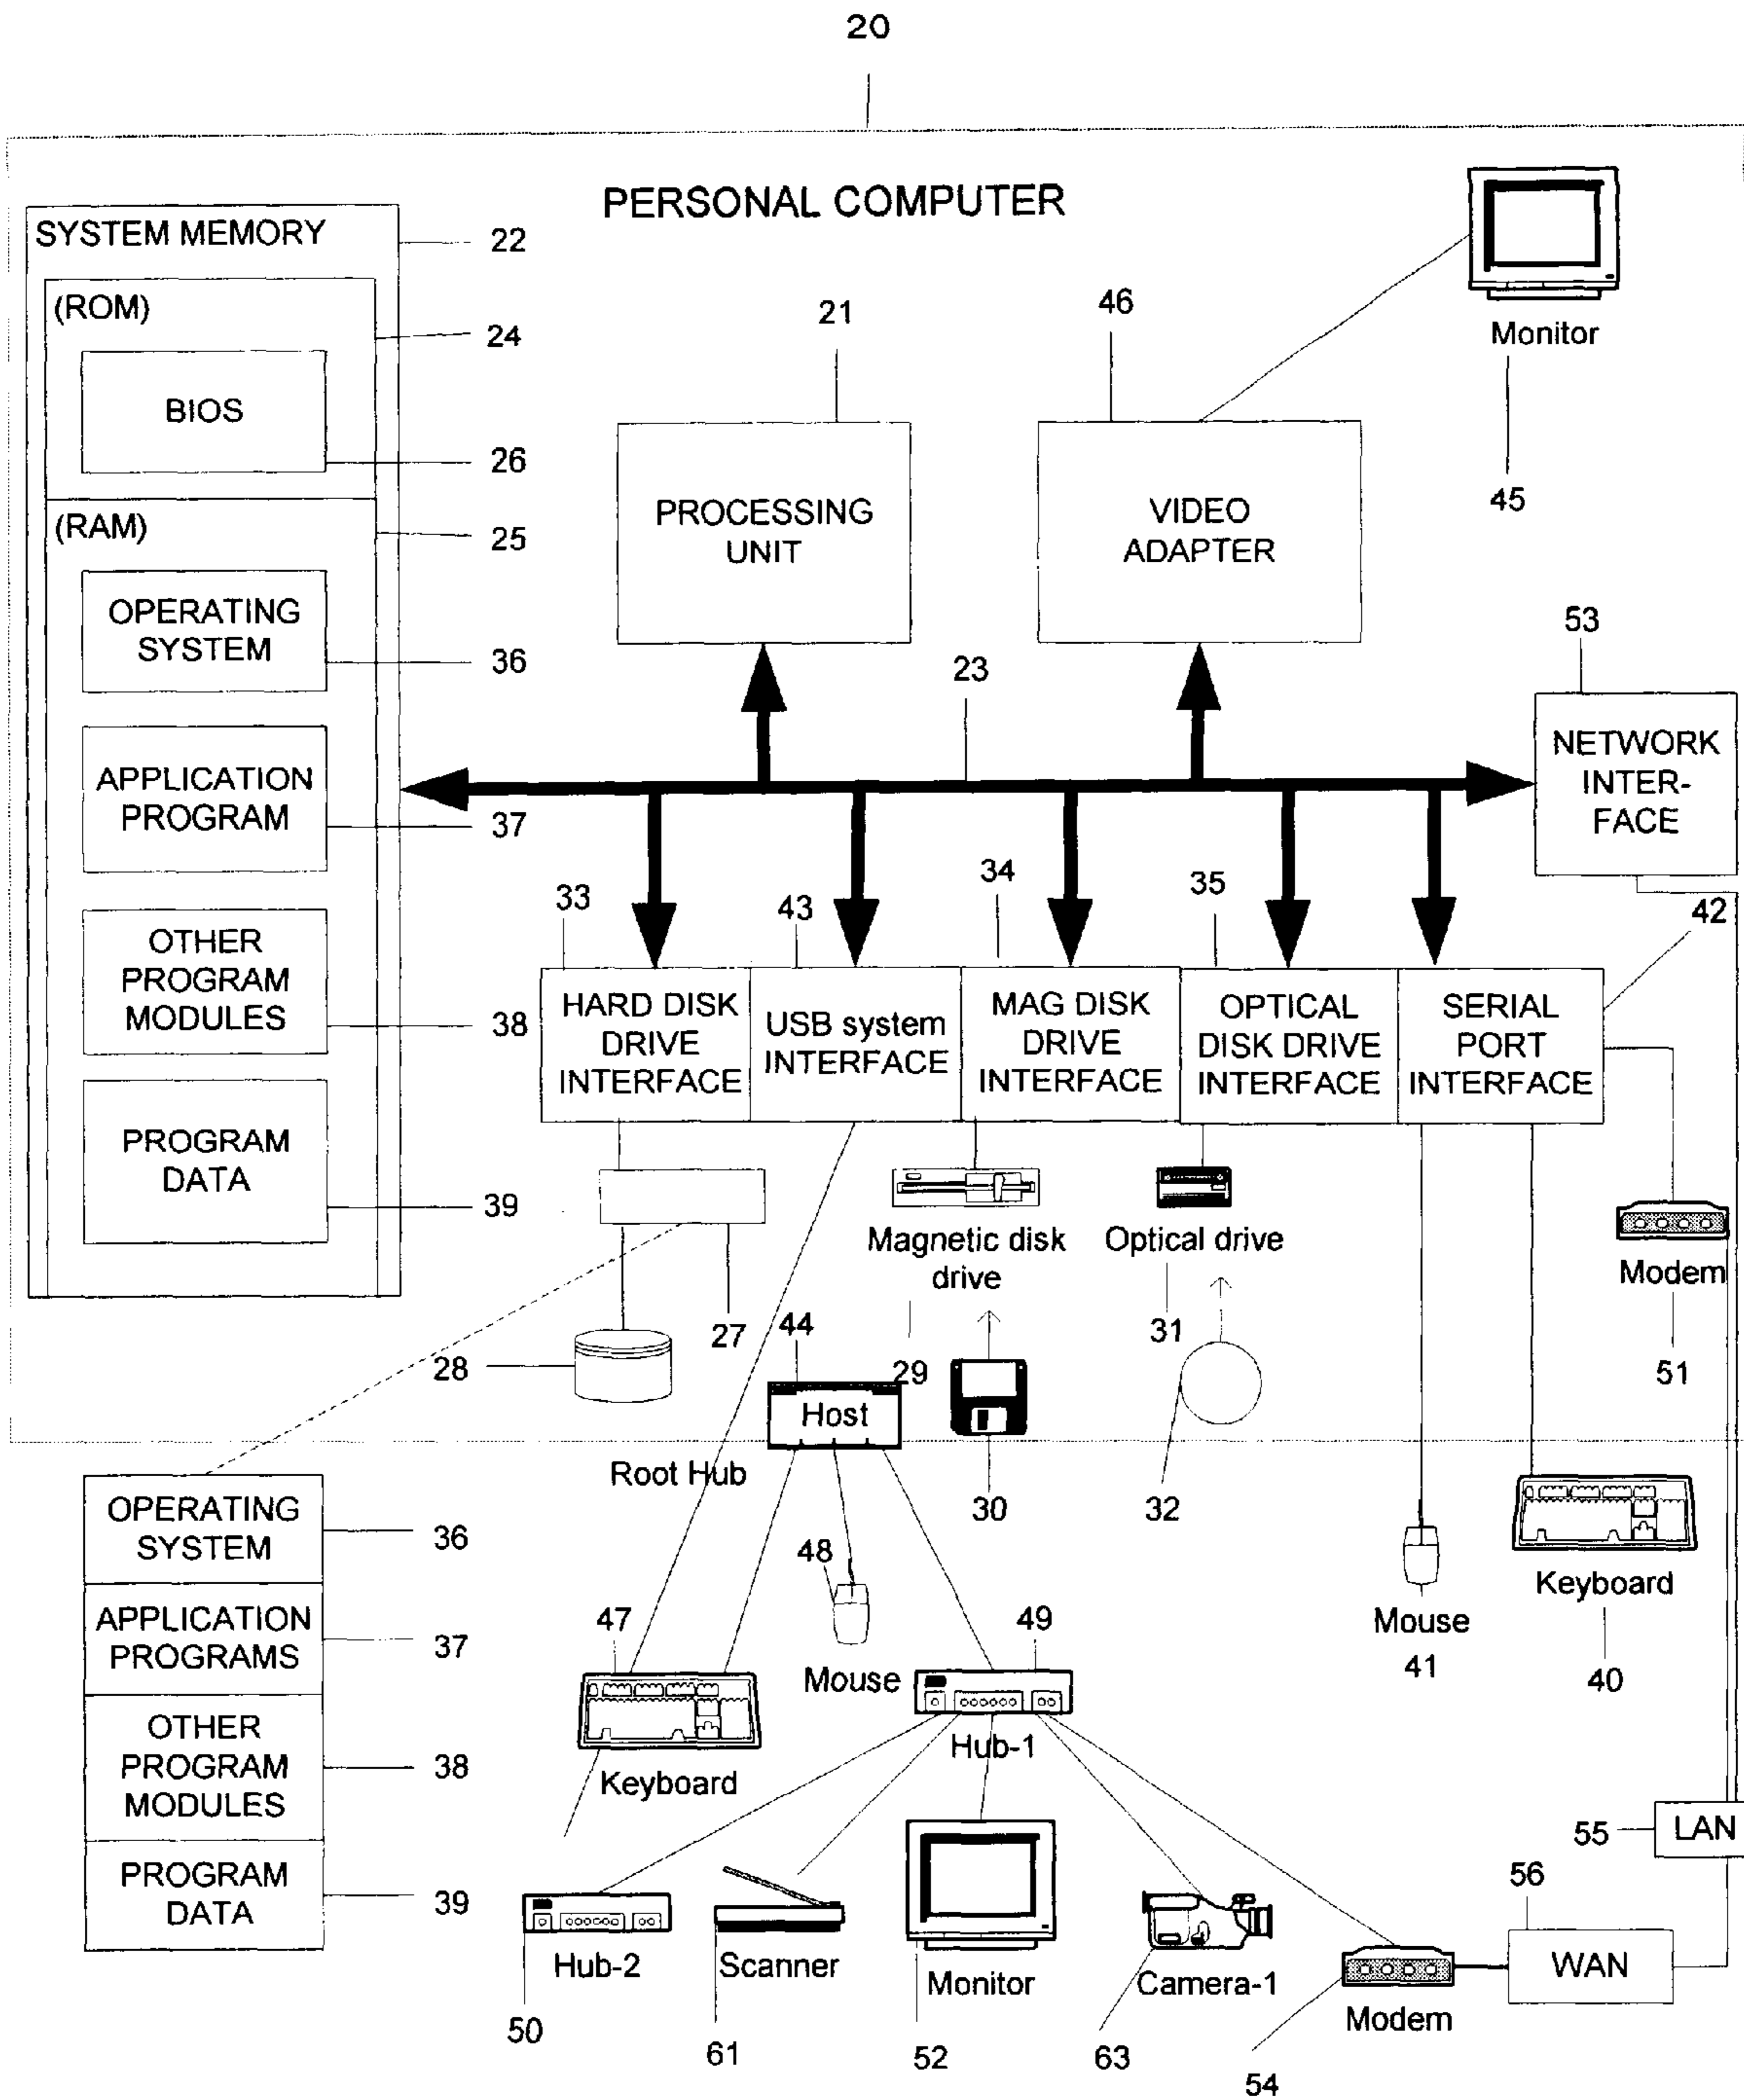 20
PERSONAL COMPUTER
SYSTEM MEMORY
22
(ROM)
24
BIOS
26
(RAM)
25
OPERATING
SYSTEM
36
APPLICATION
PROGRAM
37
OTHER
PROGRAM
MODULES
38
PROGRAM
DATA
39
21
PROCESSING
UNIT
46
VIDEO
ADAPTER
Monitor
45
53
NETWORK
INTER-
FACE
23
33
HARD DISK
DRIVE
INTERFACE
43
USB system
INTERFACE
34
MAG DISK
DRIVE
INTERFACE
35
OPTICAL
DISK DRIVE
INTERFACE
42
SERIAL
PORT
INTERFACE
Magnetic disk
drive
Optical drive
Modem
27
28
44
29
31
51
Host
Root Hub
30
32
OPERATING
SYSTEM
36
APPLICATION
PROGRAMS
37
OTHER
PROGRAM
MODULES
38
PROGRAM
DATA
39
48
Mouse
47
Keyboard
49
Hub-1
Mouse
41
Keyboard
40
55
LAN
56
WAN
Hub-2
50
Scanner
61
Monitor
52
Camera-1
63
Modem
54